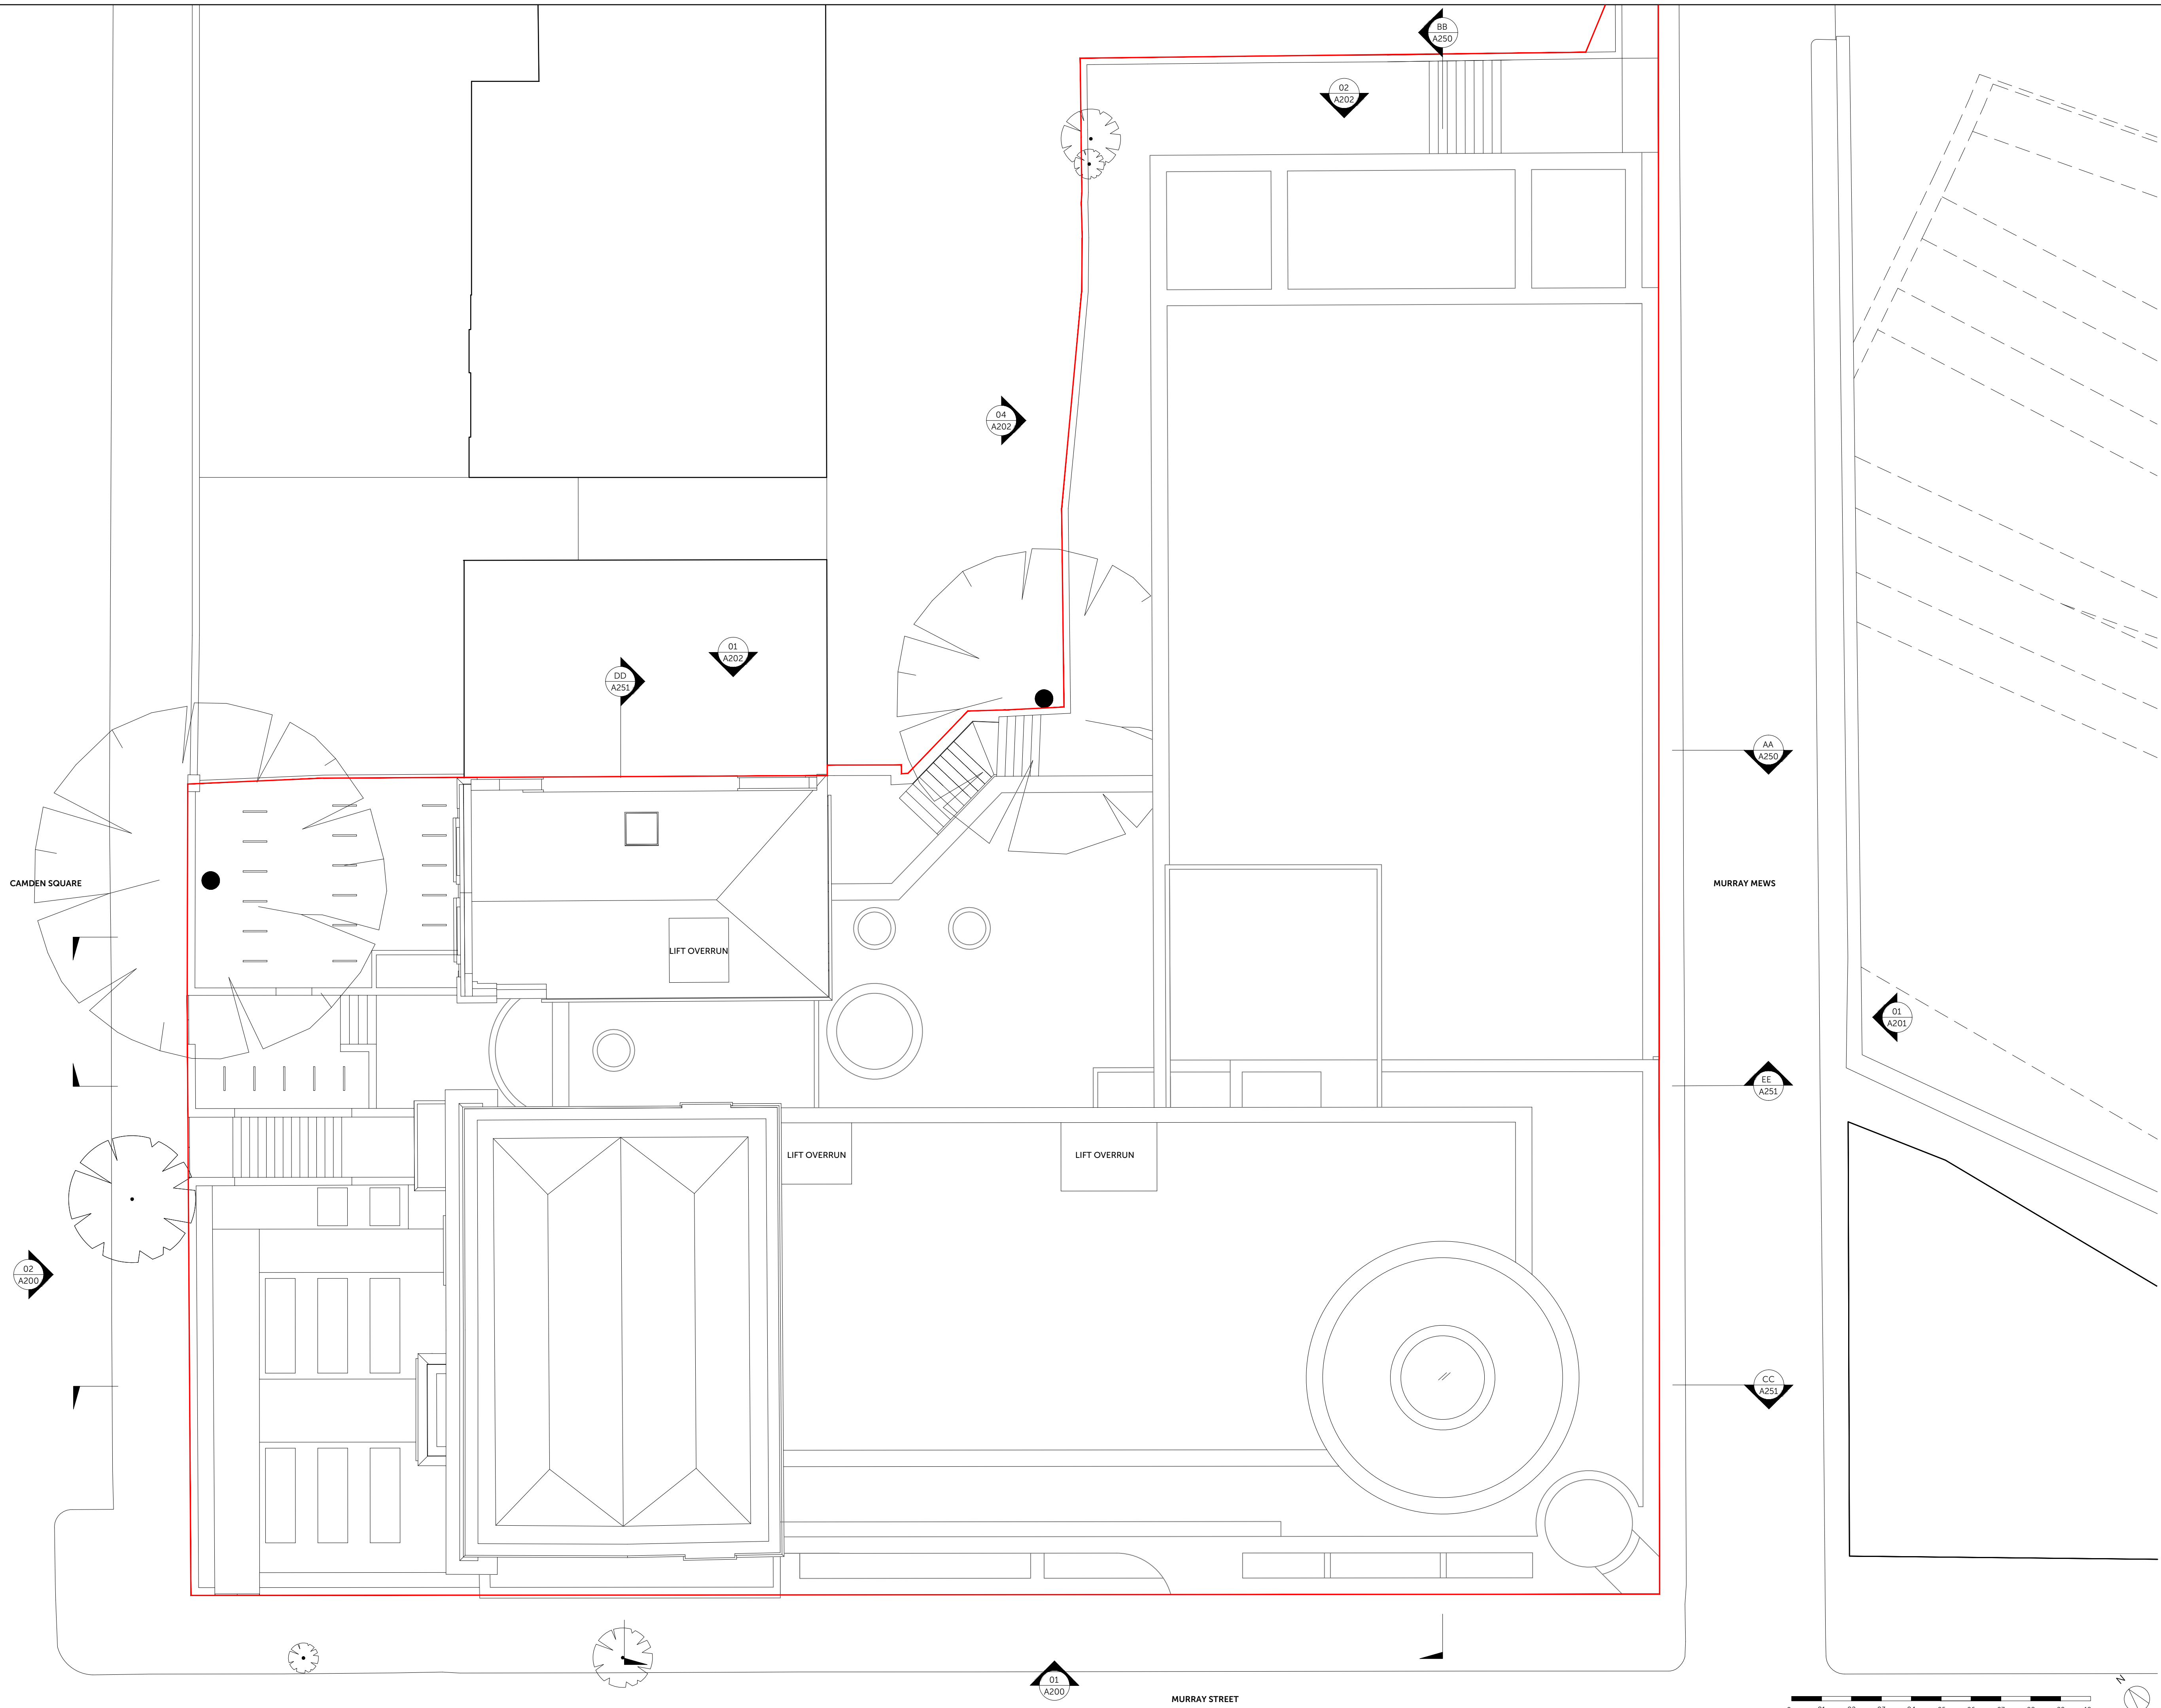 BB
A250
02
A202
04
A202
01
A202
DD
A251
AA
A250
CAMDEN SQUARE
MURRAY MEWS
LIFT OVERRUN
01
A201
EE
A251
LIFT OVERRUN
LIFT OVERRUN
02
A200
CC
A251
01
A200
N
MURRAY STREET